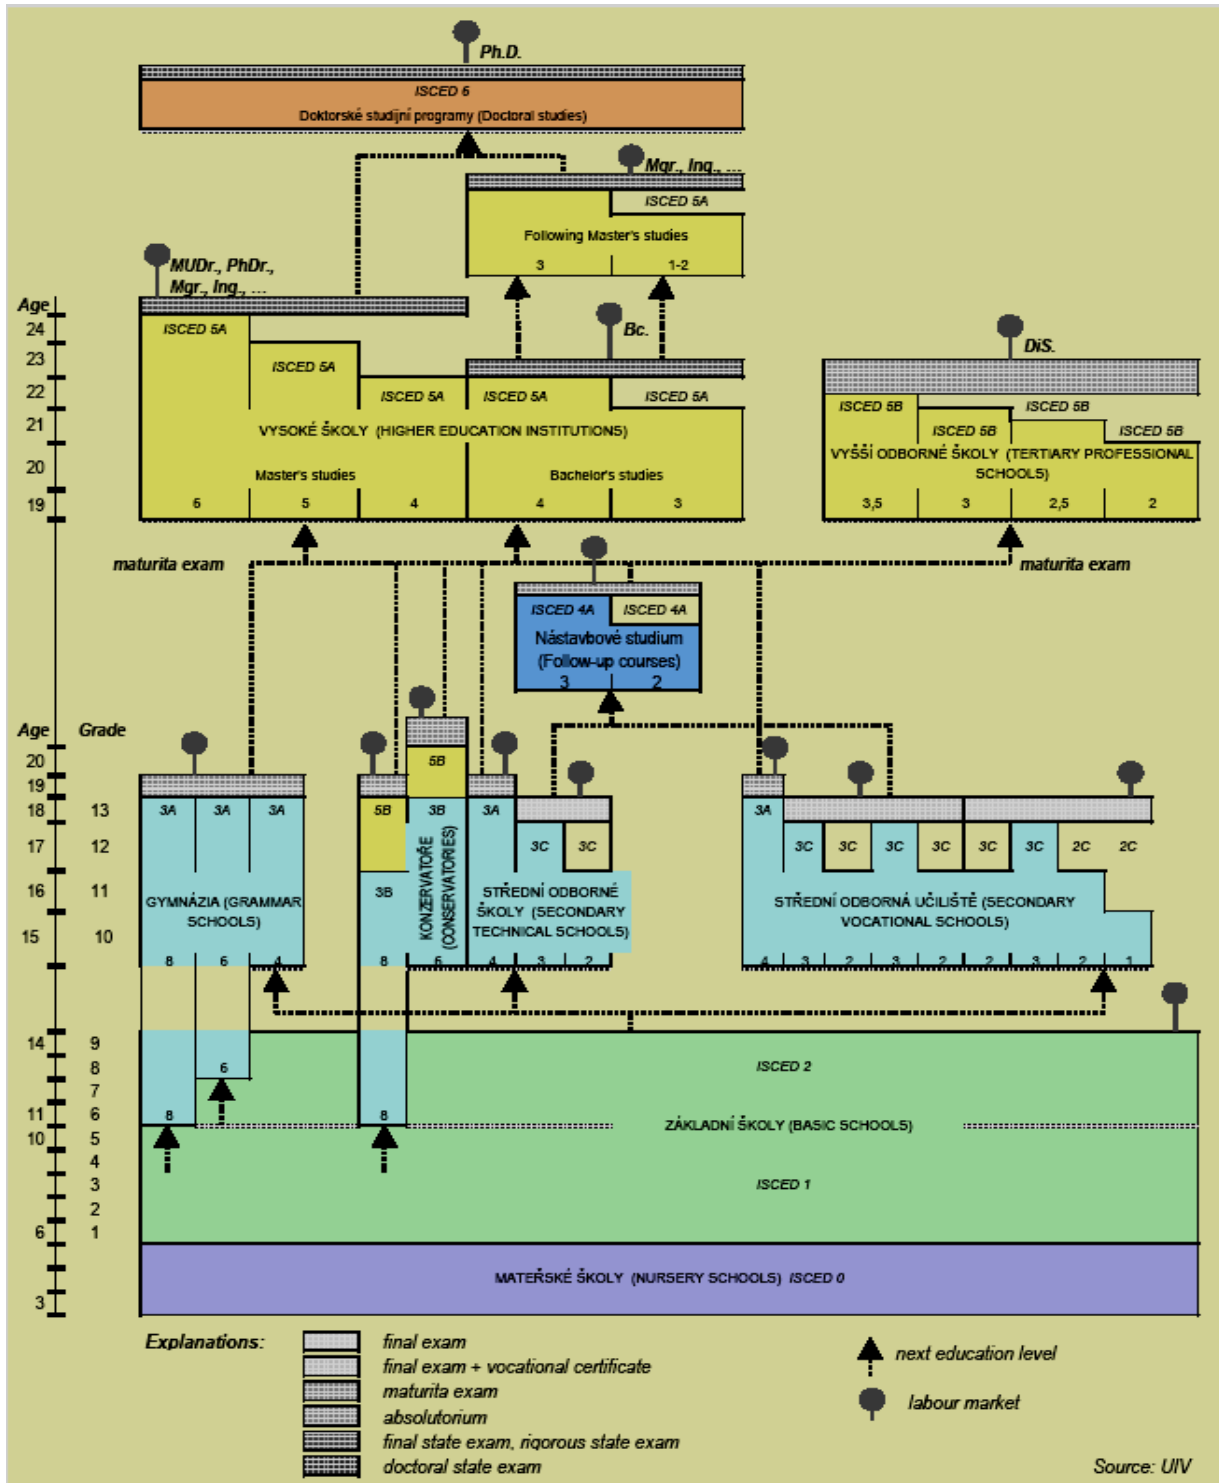 Ph.D.
ISCED 6
Doktorské studijní programy (Doctoral studies)
Mgr., Ing., ...
ISCED 5A
Following Master's studies
3 1-2
MUDr., PhDr.,
Mgr., Ing., ...
Bc.
DiS.
Age
24
23
22
21
20
19
ISCED 5A
ISCED 5A
ISCED 5A
ISCED 5A
ISCED 5A
VYSOKÉ ŠKOLY (HIGHER EDUCATION INSTITUTIONS)
Master's studies
Bachelor's studies
6 5 4 4 3
ISCED 5B
ISCED 5B
ISCED 5B
ISCED 5B
VYŠŠÍ ODBORNÉ ŠKOLY (TERTIARY PROFESSIONAL
SCHOOLS)
3,5 3 2,5 2
maturita exam
maturita exam
ISCED 4A
ISCED 4A
Nástavbové studium
(Follow-up courses)
3 2
Age Grade
20
19
18 13
17 12
16 11
15 10
3A 3A 3A
GYMNÁZIA (GRAMMAR
SCHOOLS)
8 6 4
5B
3B
8
5B
3B
KONZERVATOŘE
(CONSERVATORIES)
6
3A
3C 3C
STŘEDNÍ ODBORNÉ
ŠKOLY (SECONDARY
TECHNICAL SCHOOLS)
4 3 2
3A
3C 3C 3C 3C 3C 3C 2C 2C
STŘEDNÍ ODBORNÁ UČILIŠTĚ (SECONDARY
VOCATIONAL SCHOOLS)
4 3 2 3 2 2 3 2 1
14 9
8
7
11 6
10 5
4
3
2
6 1
3
6
8
8
ISCED 2
ZÁKLADNÍ ŠKOLY (BASIC SCHOOLS)
ISCED 1
MATEŘSKÉ ŠKOLY (NURSERY SCHOOLS) ISCED 0
Explanations:
final exam
final exam + vocational certificate
maturita exam
absolutorium
final state exam, rigorous state exam
doctoral state exam
next education level
labour market
Source: UIV